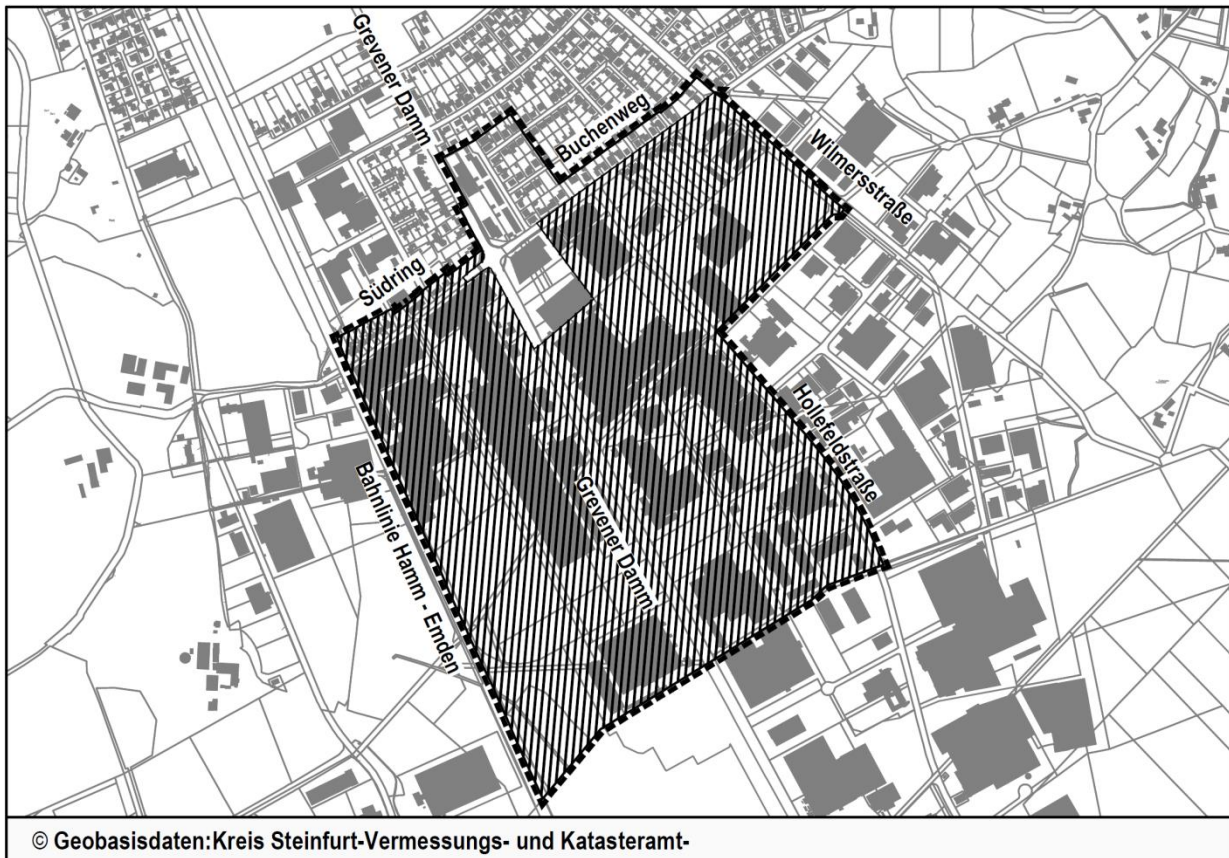 Grevener Damm
Buchenweg
Wilmersstraße
Südring
Hollefeldstraße
Grevener Damm
Bahnlinie Hamm - Emden
© Geobasisdaten:Kreis Steinfurt-Vermessungs- und Katasteramt-